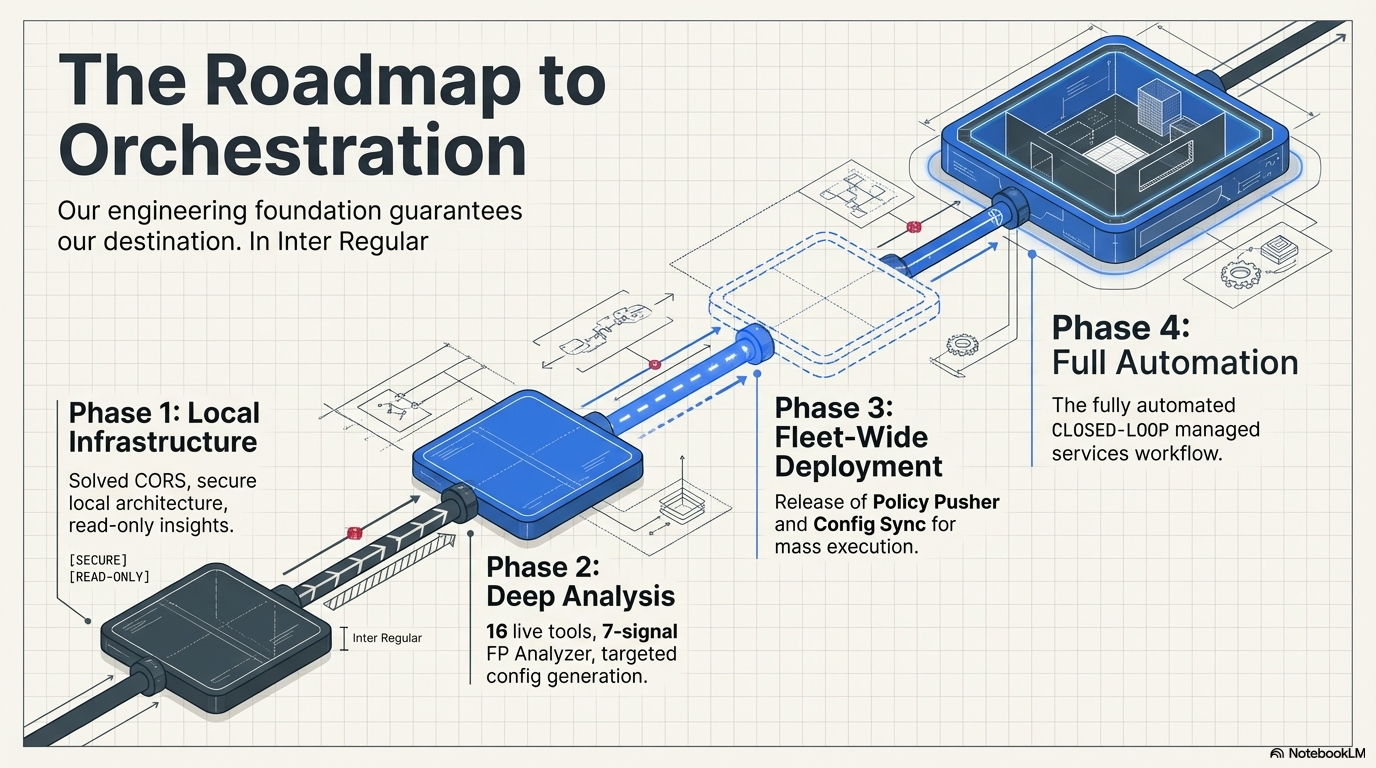 The Roadmap to
Orchestration
Our engineering foundation guarantees
our destination. In Inter Regular
Phase 1: Local
Infrastructure
Solved CORS, secure
local architecture,
read-only insights.
[SECURE]
[READ-ONLY]
Inter Regular
Phase 2:
Deep Analysis
16 live tools, 7-signal
FP Analyzer, targeted
config generation.
Phase 3:
Fleet-Wide
Deployment
Release of Policy Pusher
and Config Sync for
mass execution.
Phase 4:
Full Automation
The fully automated
CLOSED-LOOP managed
services workflow.
NotebookLM